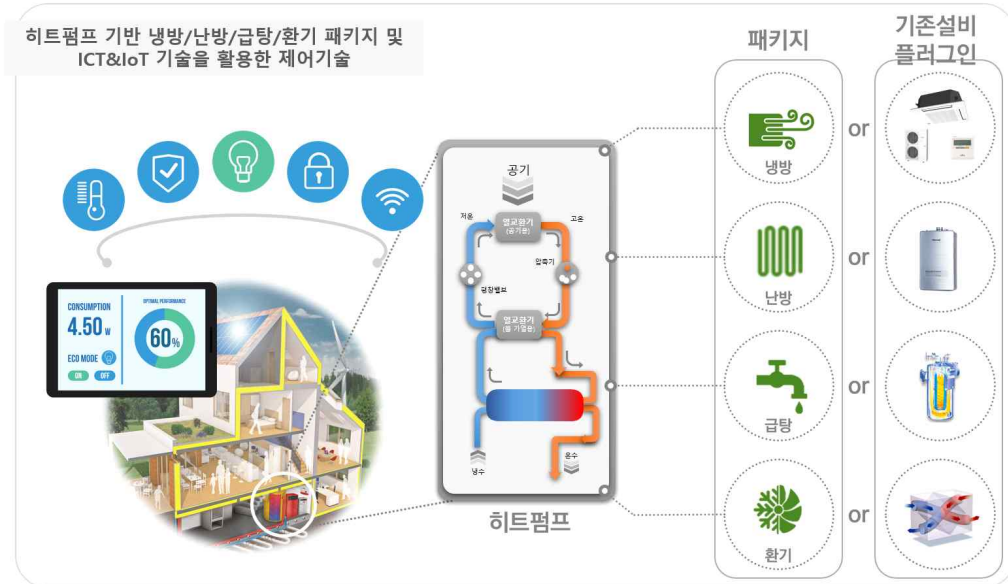 히트펌프 기반 냉방/난방/급탕/환기 패키지 및
ICT&IoT 기술을 활용한 제어기술
CONSUMPTION
4.50 W
ECO MODE
ON OFF
OPTIMAL PERFORMANCE
60%
공기
저온
열교환기
(공기용)
고온
압축기
팽창밸브
열교환기
(물 가열용)
냉수
온수
히트펌프
패키지
냉방
난방
급탕
환기
or
or
or
or
기존설비
플러그인